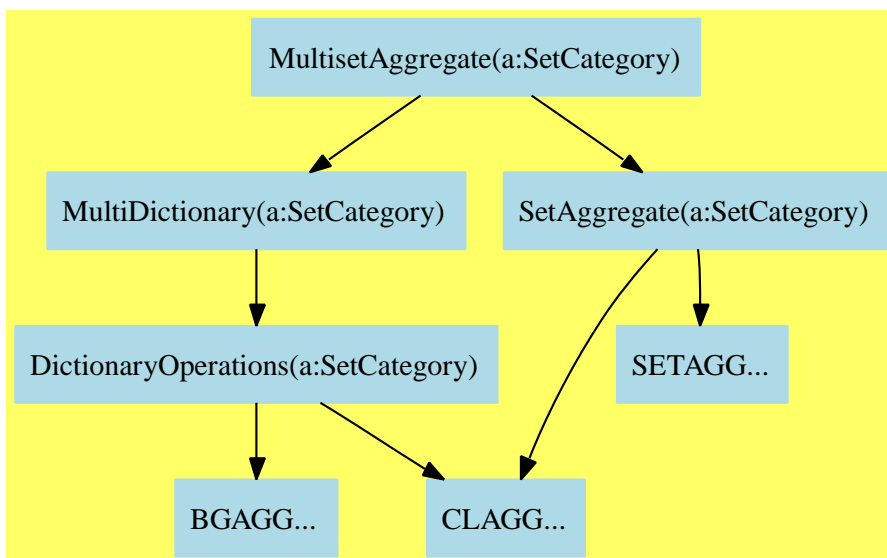 MultisetAggregate(a:SetCategory)
MultiDictionary(a:SetCategory)
SetAggregate(a:SetCategory)
DictionaryOperations(a:SetCategory)
SETAGG...
BGAGG...
CLAGG...